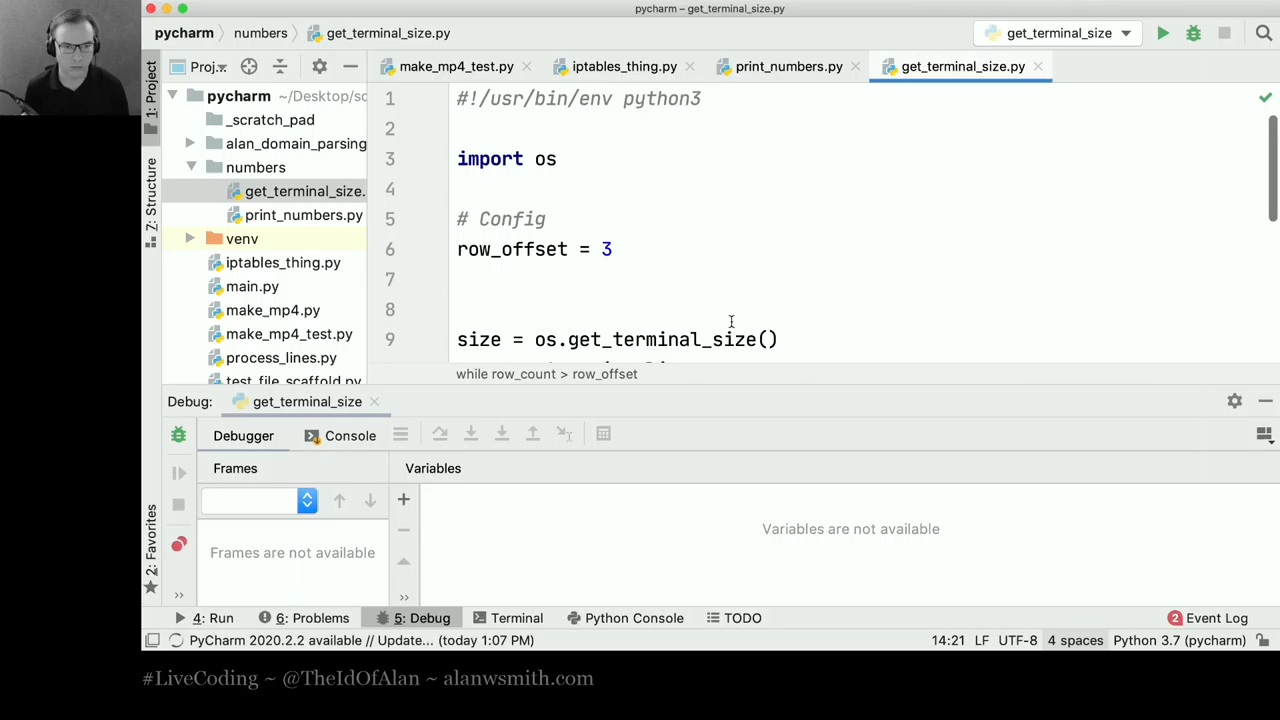 pycharm – get_terminal_size.py
pycharm numbers get_terminal_size.py get_terminal_size
1: Project
Proj.
make_mp4_test.py iptables_thing.py print_numbers.py get_terminal_size.py
pycharm ~/Desktop/sc
_scratch_pad
alan_domain_parsing
numbers
get_terminal_size.
print_numbers.py
venv
iptables_thing.py
main.py
make_mp4.py
make_mp4_test.py
process_lines.py
test_file_scaffold.py
Z: Structure
2: Favorites
1 #!/usr/bin/env python3
2
3 import os
4
5 # Config
6 row_offset = 3
7
8
9 size = os.get_terminal_size()
while row_count > row_offset
Debug: get_terminal_size
Debugger Console
Frames Variables
Frames are not available
Variables are not available
4: Run 6: Problems 5: Debug Terminal Python Console TODO 2 Event Log
PyCharm 2020.2.2 available // Update... (today 1:07 PM) 14:21 LF UTF-8 4 spaces Python 3.7 (pycharm)
#LiveCoding ~ @TheIdOfAlan ~ alanwsmith.com